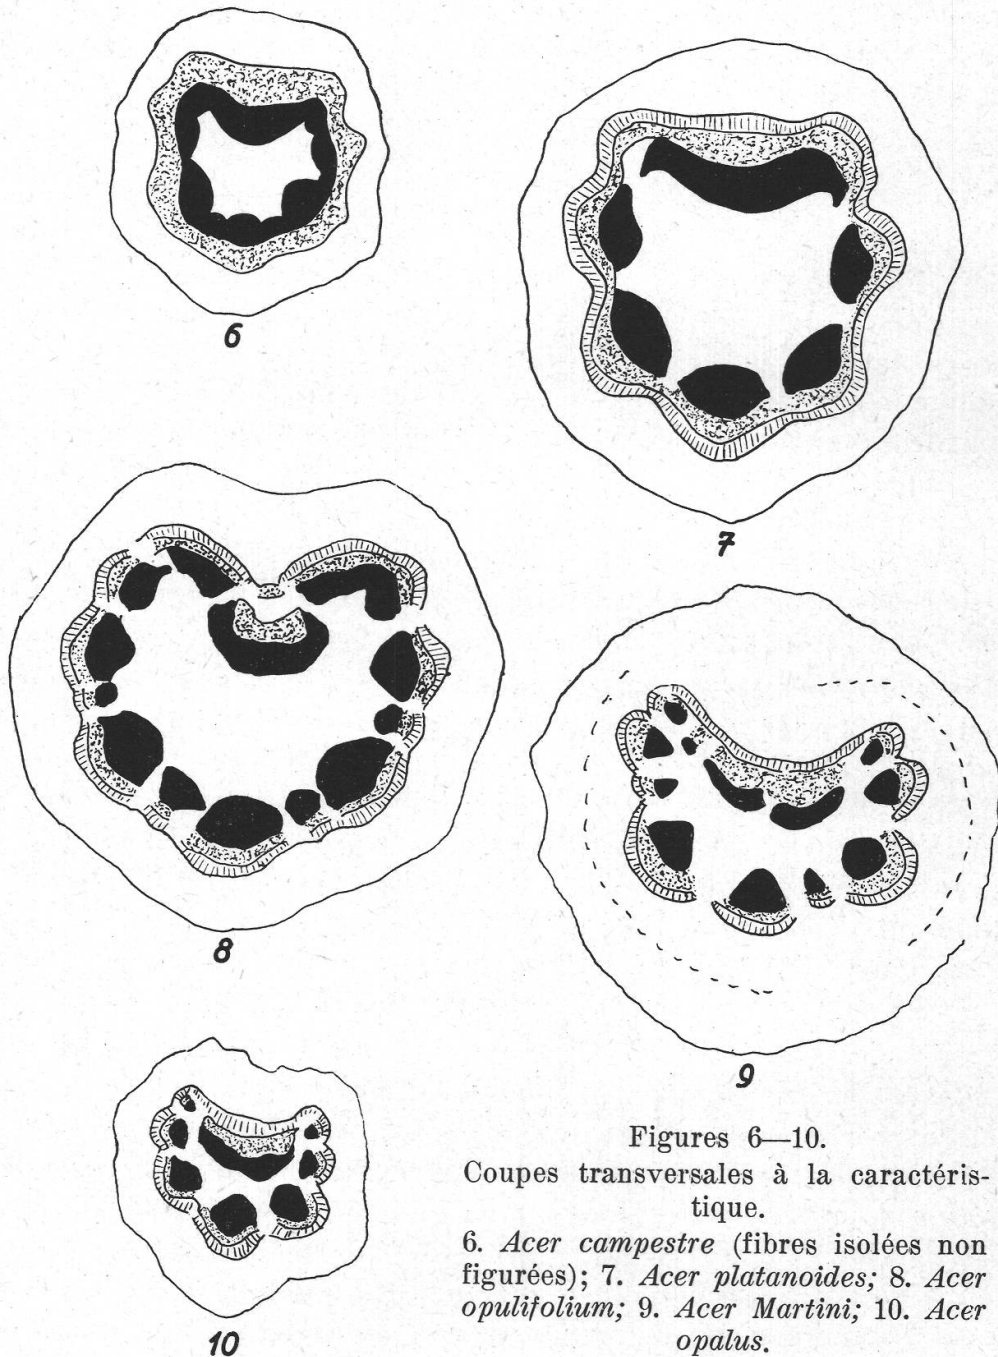 6
7
8
9
10
Figures 6—10.
Coupes transversales à la caractéris-
tique.
6. Acer campestre (fibres isolées non
figurées); 7. Acer platanoides; 8. Acer
opulifolium; 9. Acer Martini; 10. Acer
opalus.